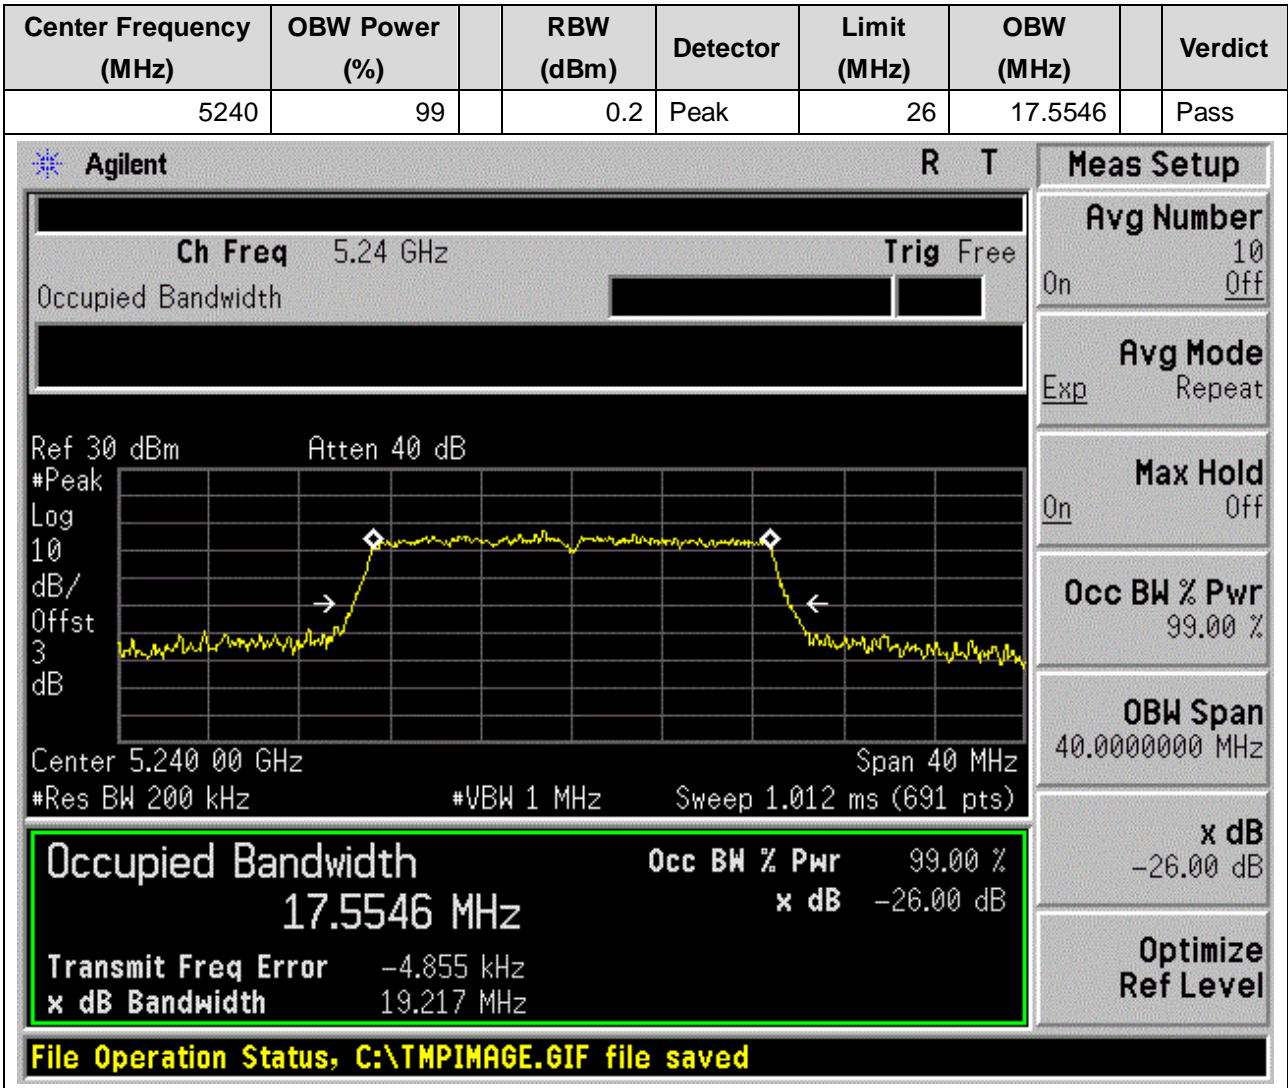 Center Frequency (MHz) OBW Power (%) RBW (dBm) Detector Limit (MHz) OBW (MHz) Verdict
5240 99 0.2 Peak 26 17.5546 Pass
Agilent R T
Ch Freq 5.24 GHz Trig Free
Occupied Bandwidth
Ref 30 dBm Atten 40 dB
#Peak
Log
10
dB/
Offst
3
dB
Center 5.240 00 GHz Span 40 MHz
#Res BW 200 kHz #VBW 1 MHz Sweep 1.012 ms (691 pts)
Occupied Bandwidth Occ BW % Pwr 99.00 %
17.5546 MHz x dB -26.00 dB
Transmit Freq Error -4.855 kHz
x dB Bandwidth 19.217 MHz
File Operation Status, C:\TMPIMAGE.GIF file saved
Meas Setup
Avg Number
10
On Off
Avg Mode
Exp Repeat
Max Hold
On Off
Occ BW % Pwr
99.00 %
OBW Span
40.0000000 MHz
x dB
-26.00 dB
Optimize
Ref Level